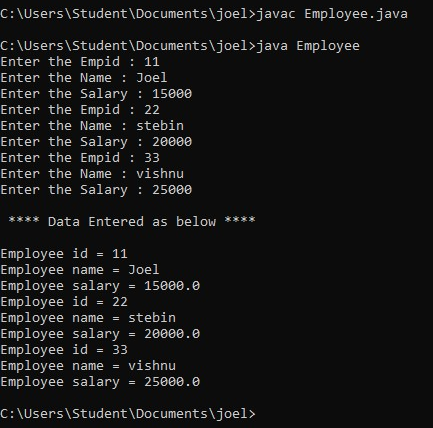 C:\Users\Student\Documents\joel>javac Employee.java
C:\Users\Student\Documents\joel>java Employee
Enter the Empid : 11
Enter the Name : Joel
Enter the Salary : 15000
Enter the Empid : 22
Enter the Name : stebin
Enter the Salary : 20000
Enter the Empid : 33
Enter the Name : vishnu
Enter the Salary : 25000
**** Data Entered as below ****
Employee id = 11
Employee name = Joel
Employee salary = 15000.0
Employee id = 22
Employee name = stebin
Employee salary = 20000.0
Employee id = 33
Employee name = vishnu
Employee salary = 25000.0
C:\Users\Student\Documents\joel>